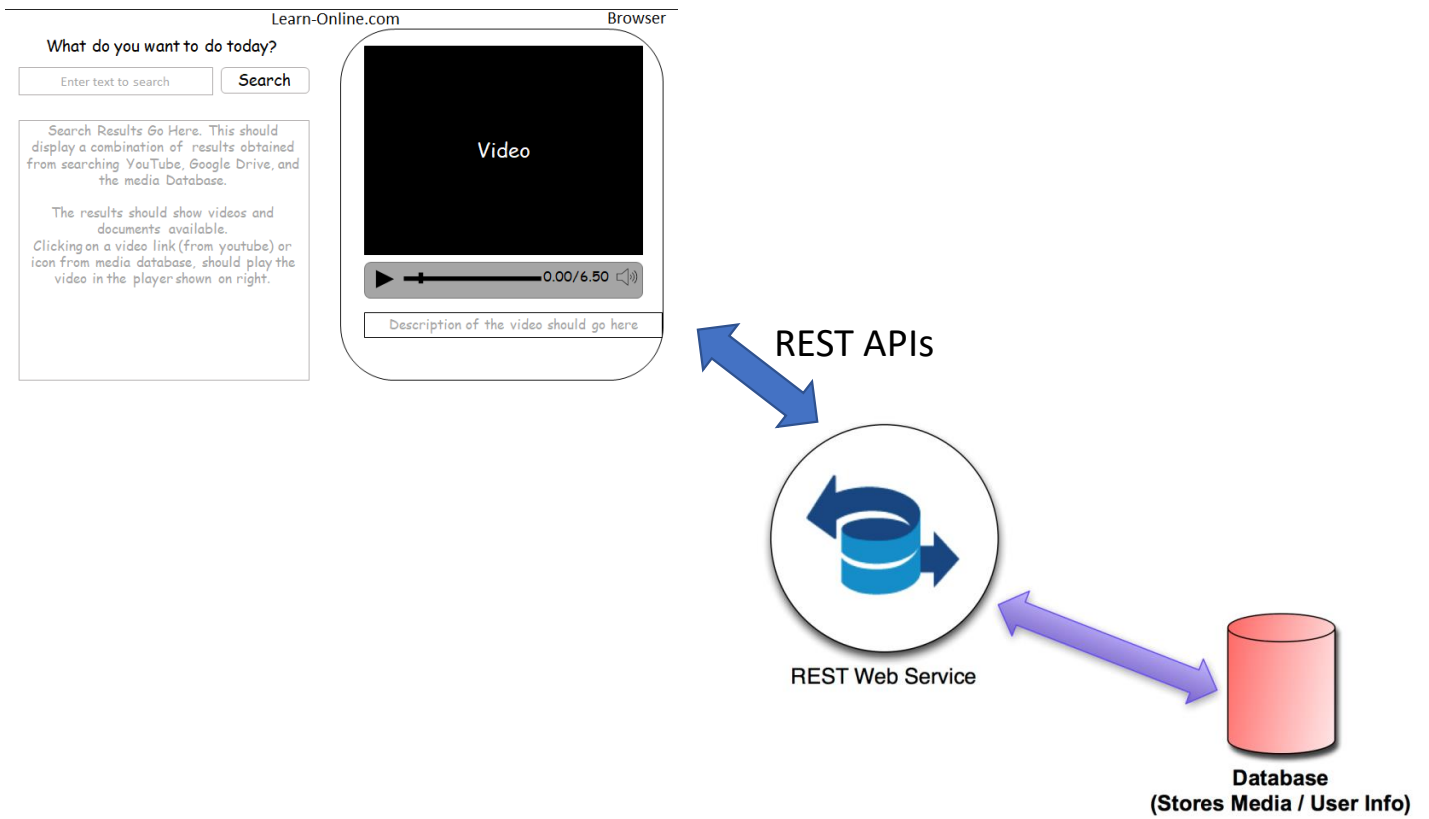 Learn-Online.com
Browser
What do you want to do today?
Enter text to search
Search
Search Results Go Here. This should
display a combination of results obtained
from searching YouTube, Google Drive, and
the media Database.
The results should show videos and
documents available.
Clicking on a video link (from youtube) or
icon from media database, should play the
video in the player shown on right.
Video
0.00/6.50
Description of the video should go here
REST APIs
REST Web Service
Database
(Stores Media / User Info)